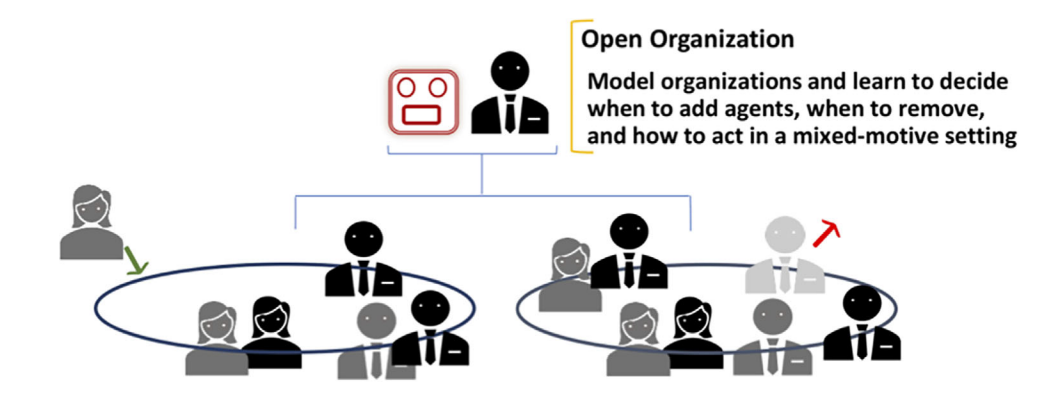 Open Organization
Model organizations and learn to decide
when to add agents, when to remove,
and how to act in a mixed-motive setting